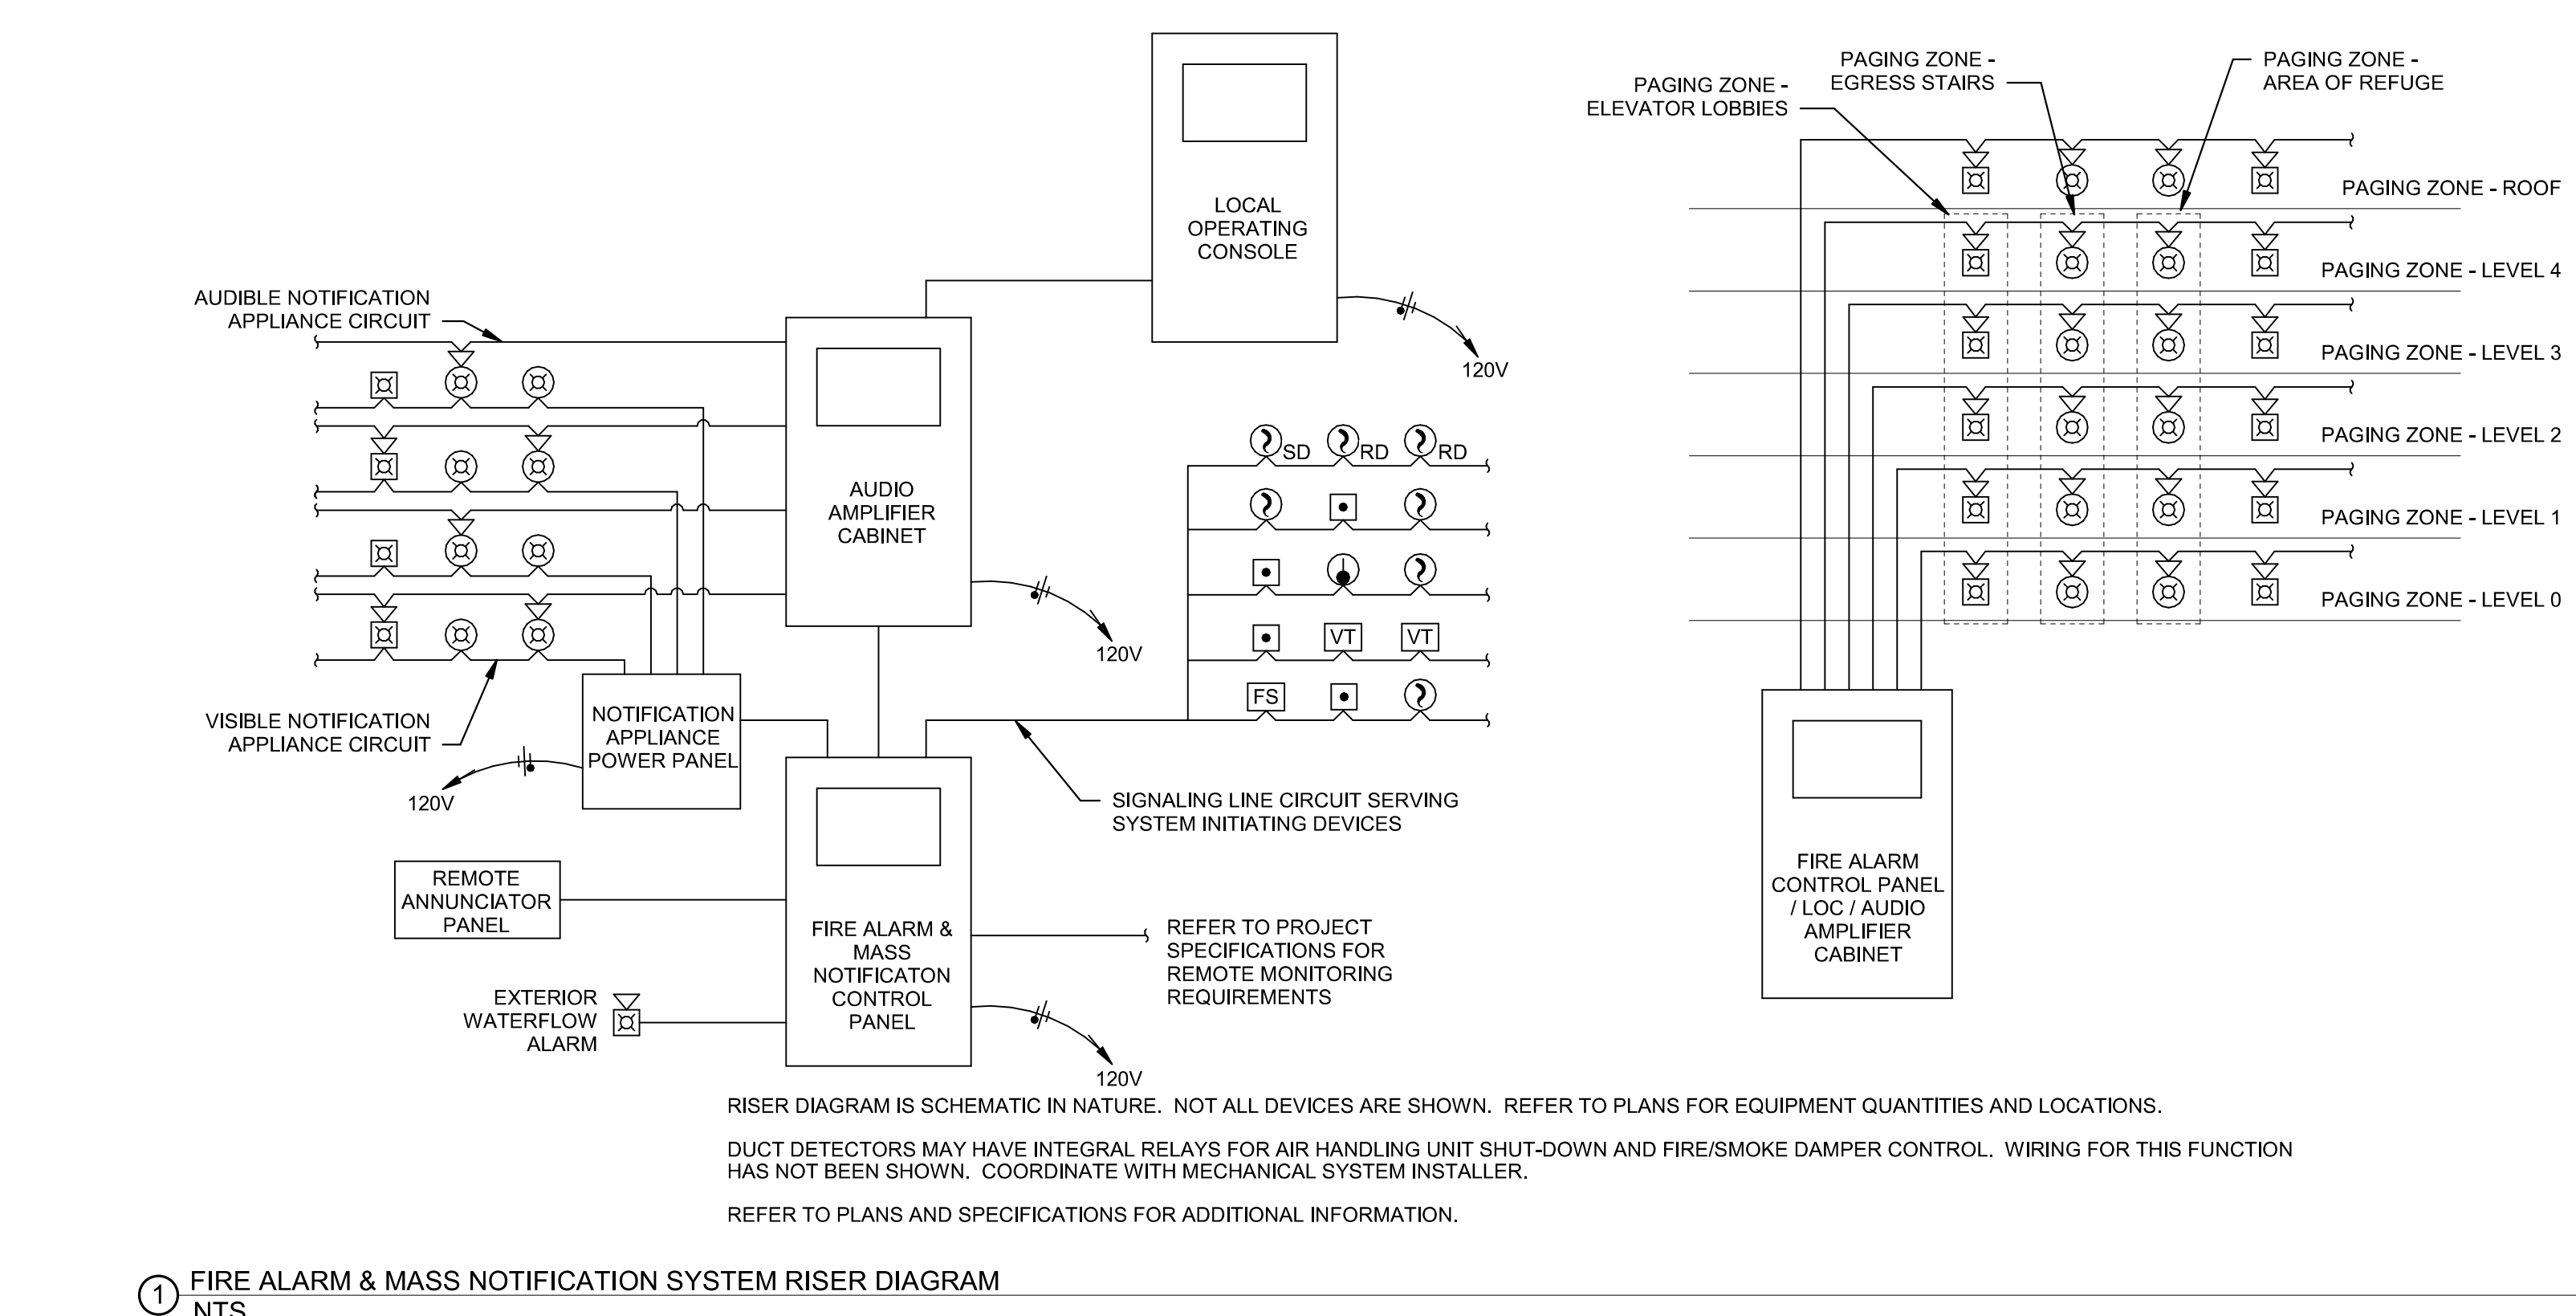 LOCAL
OPERATING
CONSOLE
120V
AUDIBLE NOTIFICATION
APPLIANCE CIRCUIT
AUDIO
AMPLIFIER
CABINET
120V
VISIBLE NOTIFICATION
APPLIANCE CIRCUIT
NOTIFICATION
APPLIANCE
POWER PANEL
120V
SD
RD
RD
VT
VT
FS
SIGNALING LINE CIRCUIT SERVING
SYSTEM INITIATING DEVICES
REMOTE
ANNUNCIATOR
PANEL
EXTERIOR
WATERFLOW
ALARM
FIRE ALARM &
MASS
NOTIFICATON
CONTROL
PANEL
REFER TO PROJECT
SPECIFICATIONS FOR
REMOTE MONITORING
REQUIREMENTS
120V
PAGING ZONE -
ELEVATOR LOBBIES
PAGING ZONE -
EGRESS STAIRS
PAGING ZONE -
AREA OF REFUGE
PAGING ZONE - ROOF
PAGING ZONE - LEVEL 4
PAGING ZONE - LEVEL 3
PAGING ZONE - LEVEL 2
PAGING ZONE - LEVEL 1
PAGING ZONE - LEVEL 0
FIRE ALARM
CONTROL PANEL
/ LOC / AUDIO
AMPLIFIER
CABINET
RISER DIAGRAM IS SCHEMATIC IN NATURE. NOT ALL DEVICES ARE SHOWN. REFER TO PLANS FOR EQUIPMENT QUANTITIES AND LOCATIONS.
DUCT DETECTORS MAY HAVE INTEGRAL RELAYS FOR AIR HANDLING UNIT SHUT-DOWN AND FIRE/SMOKE DAMPER CONTROL. WIRING FOR THIS FUNCTION
HAS NOT BEEN SHOWN. COORDINATE WITH MECHANICAL SYSTEM INSTALLER.
REFER TO PLANS AND SPECIFICATIONS FOR ADDITIONAL INFORMATION.
1 FIRE ALARM & MASS NOTIFICATION SYSTEM RISER DIAGRAM
NTS